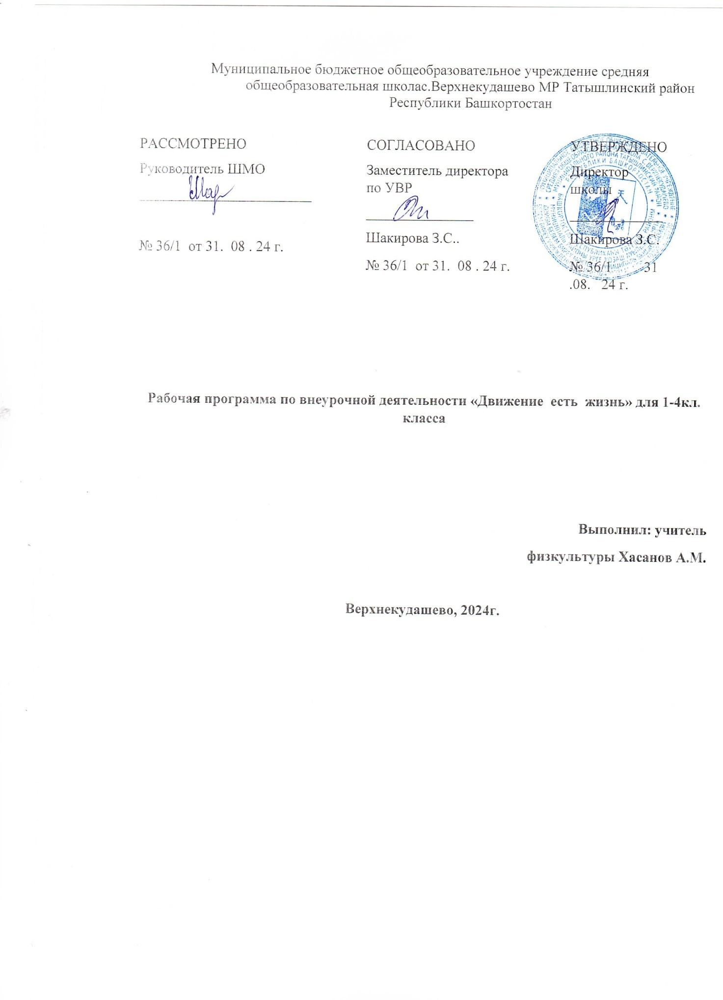 Муниципальное бюджетное общеобразовательное учреждение средняя
общеобразовательная школас.Верхнекудашево МР Татышлинский район
Республики Башкортостан
РАССМОТРЕНО
Руководитель ШМО
№ 36/1 от 31. 08 . 24 г.
СОГЛАСОВАНО
Заместитель директора
по УВР
Шакирова З.С..
№ 36/1 от 31. 08 . 24 г.
УТВЕРЖДЕНО
Директор
школы
Шакирова З.С.
№ 36/1 31
.08. 24 г.
Рабочая программа по внеурочной деятельности «Движение есть жизнь» для 1-4кл.
класса
Выполнил: учитель
физкультуры Хасанов А.М.
Верхнекудашево, 2024г.